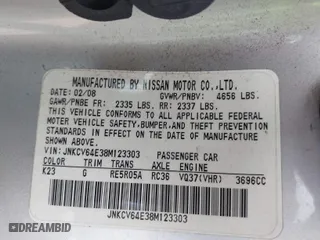 MANUFACTURED BY NISSAN MOTOR CO.,LTD.
DATE: 02/08 GVWR/PNBV: 4656 LBS.
GAWR/PNBE FR: 2335 LBS. RR: 2337 LBS.
THIS VEHICLE CONFORMS TO ALL APPLICABLE FEDERAL
MOTOR VEHICLE SAFETY,BUMPER,AND THEFT PREVENTION
STANDARDS IN EFFECT ON THE DATE OF MANUFACTURE
SHOWN ABOVE.
VIN: JNKCV64E38M123303 PASSENGER CAR
COLOR TRIM TRANS AXLE ENGINE
K23 G RE5R05A RC36 VQ37(VHR) 3696CC
JNKCV64E38M123303
DEALERSHIP
AUCTIONS.COM